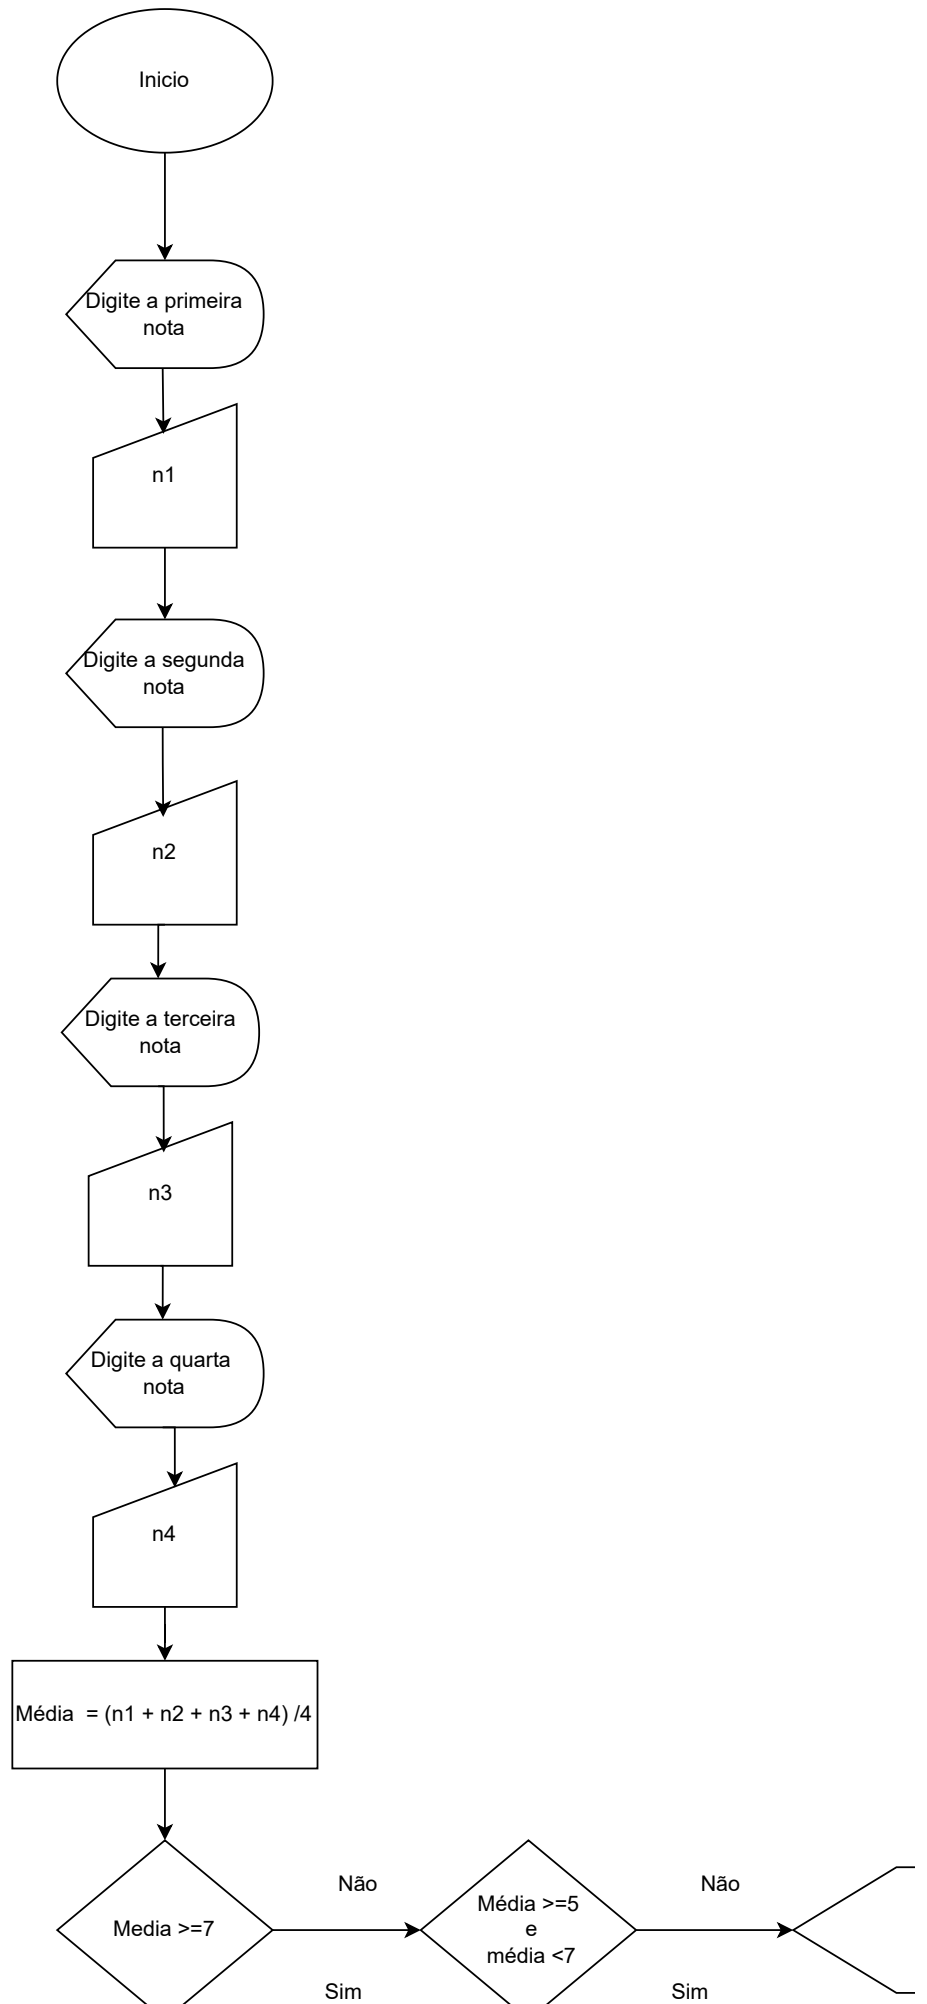 Inicio
Digite a primeira
nota
n1
Digite a segunda
nota
n2
Digite a terceira
nota
n3
Digite a quarta
nota
n4
Média  = (n1 + n2 + n3 + n4) /4
Media >=7
Não
Média >=5
e
média <7
Não
Sim
Sim